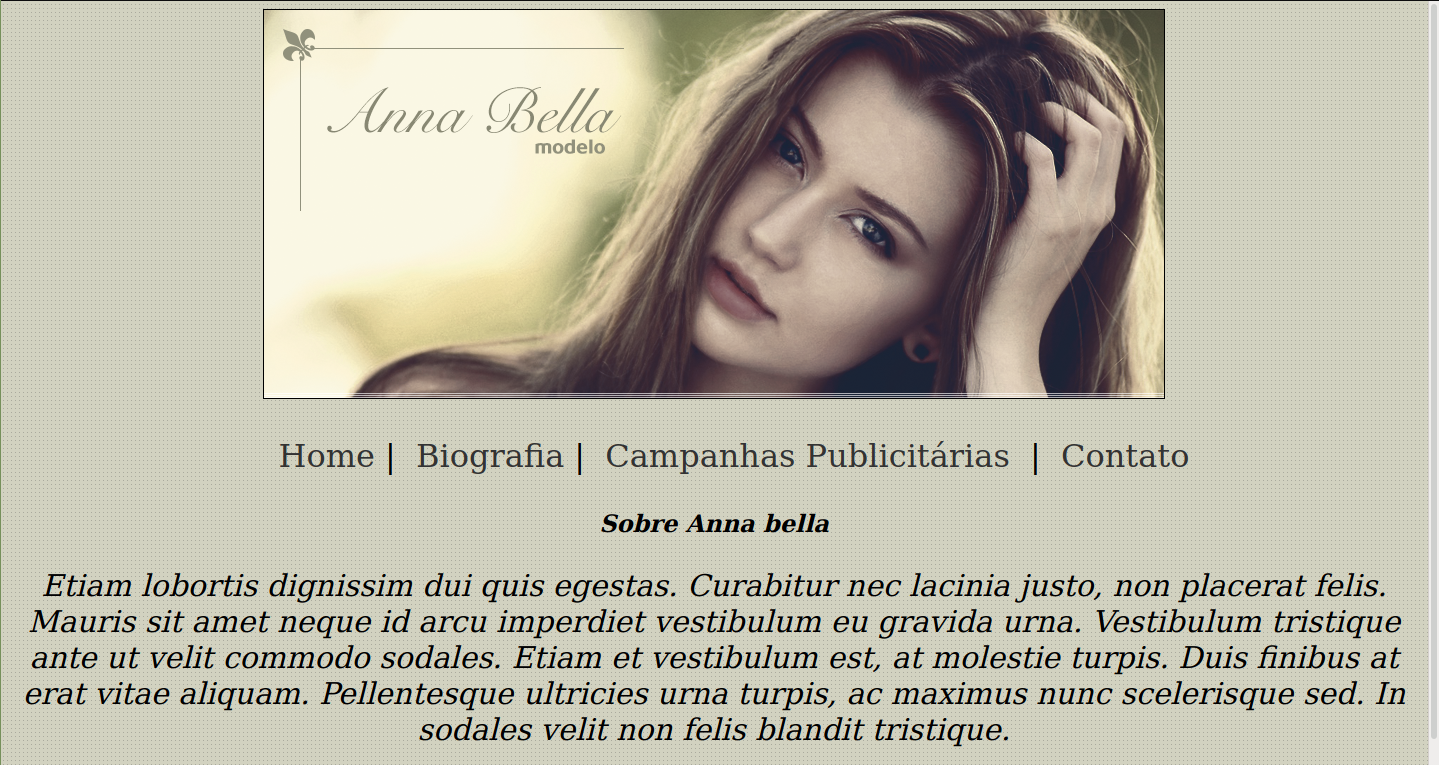 Anna Bella
modelo
Home | Biografia | Campanhas Publicitárias | Contato
Sobre Anna bella
Etiam lobortis dignissim dui quis egestas. Curabitur nec lacinia justo, non placerat felis.
Mauris sit amet neque id arcu imperdiet vestibulum eu gravida urna. Vestibulum tristique
ante ut velit commodo sodales. Etiam et vestibulum est, at molestie turpis. Duis finibus at
erat vitae aliquam. Pellentesque ultricies urna turpis, ac maximus nunc scelerisque sed. In
sodales velit non felis blandit tristique.